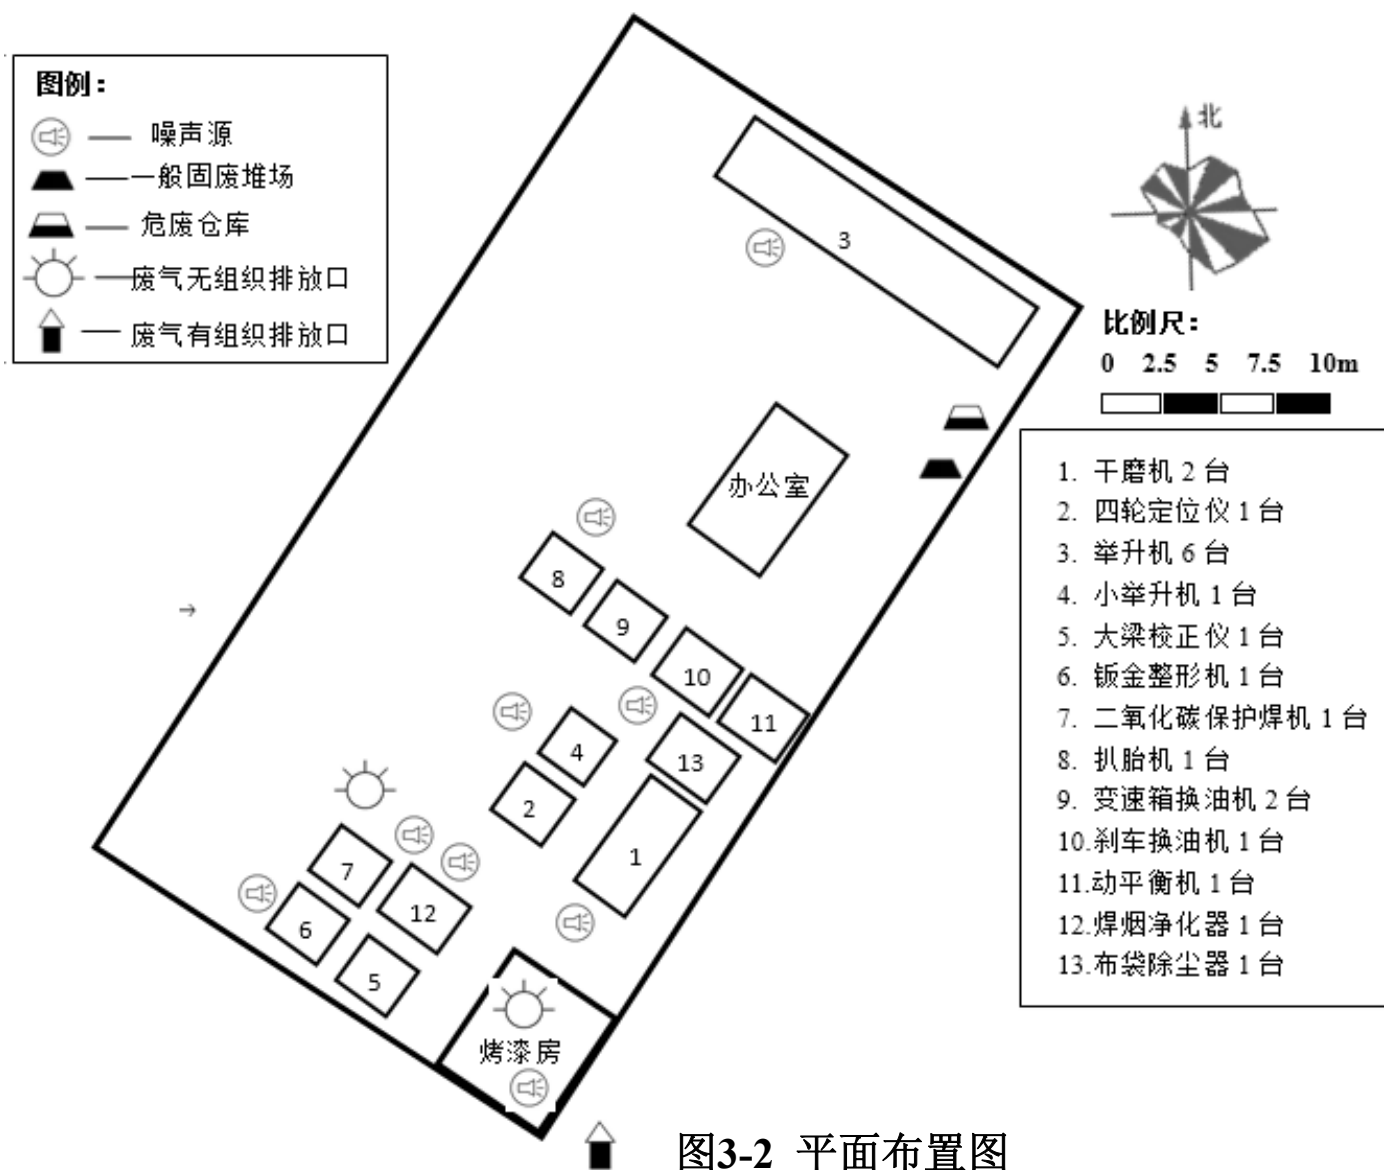 图例：
噪声源
一般固废堆场
危废仓库
废气无组织排放口
废气有组织排放口
北
比例尺：
0 2.5 5 7.5 10m
3
办公室
8
9
10
11
4
13
2
1
7
12
6
5
烤漆房
1. 干磨机 2 台
2. 四轮定位仪 1 台
3. 举升机 6 台
4. 小举升机 1 台
5. 大梁校正仪 1 台
6. 钣金整形机 1 台
7. 二氧化碳保护焊机 1 台
8. 扒胎机 1 台
9. 变速箱换油机 2 台
10.刹车换油机 1 台
11.动平衡机 1 台
12.焊烟净化器 1 台
13.布袋除尘器 1 台
图3-2 平面布置图